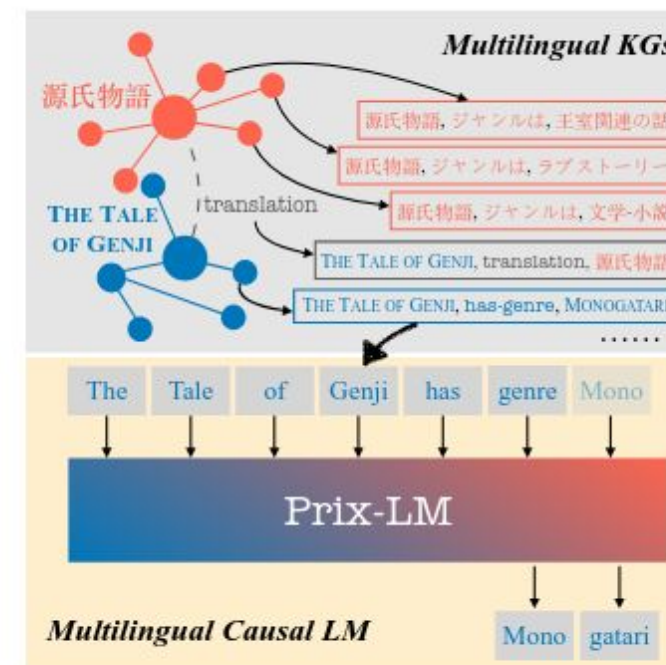 Multilingual KGs
源氏物語
源氏物語, ジャンルは, 王室関連の話
源氏物語, ジャンルは, ラブストーリー
源氏物語, ジャンルは, 文学-小説
THE TALE
OF GENJI
translation
THE TALE OF GENJI, translation, 源氏物語
THE TALE OF GENJI, has-genre, MONOGATARI
......
The Tale of Genji has genre Mono
Prix-LM
Multilingual Causal LM
Mono gatari